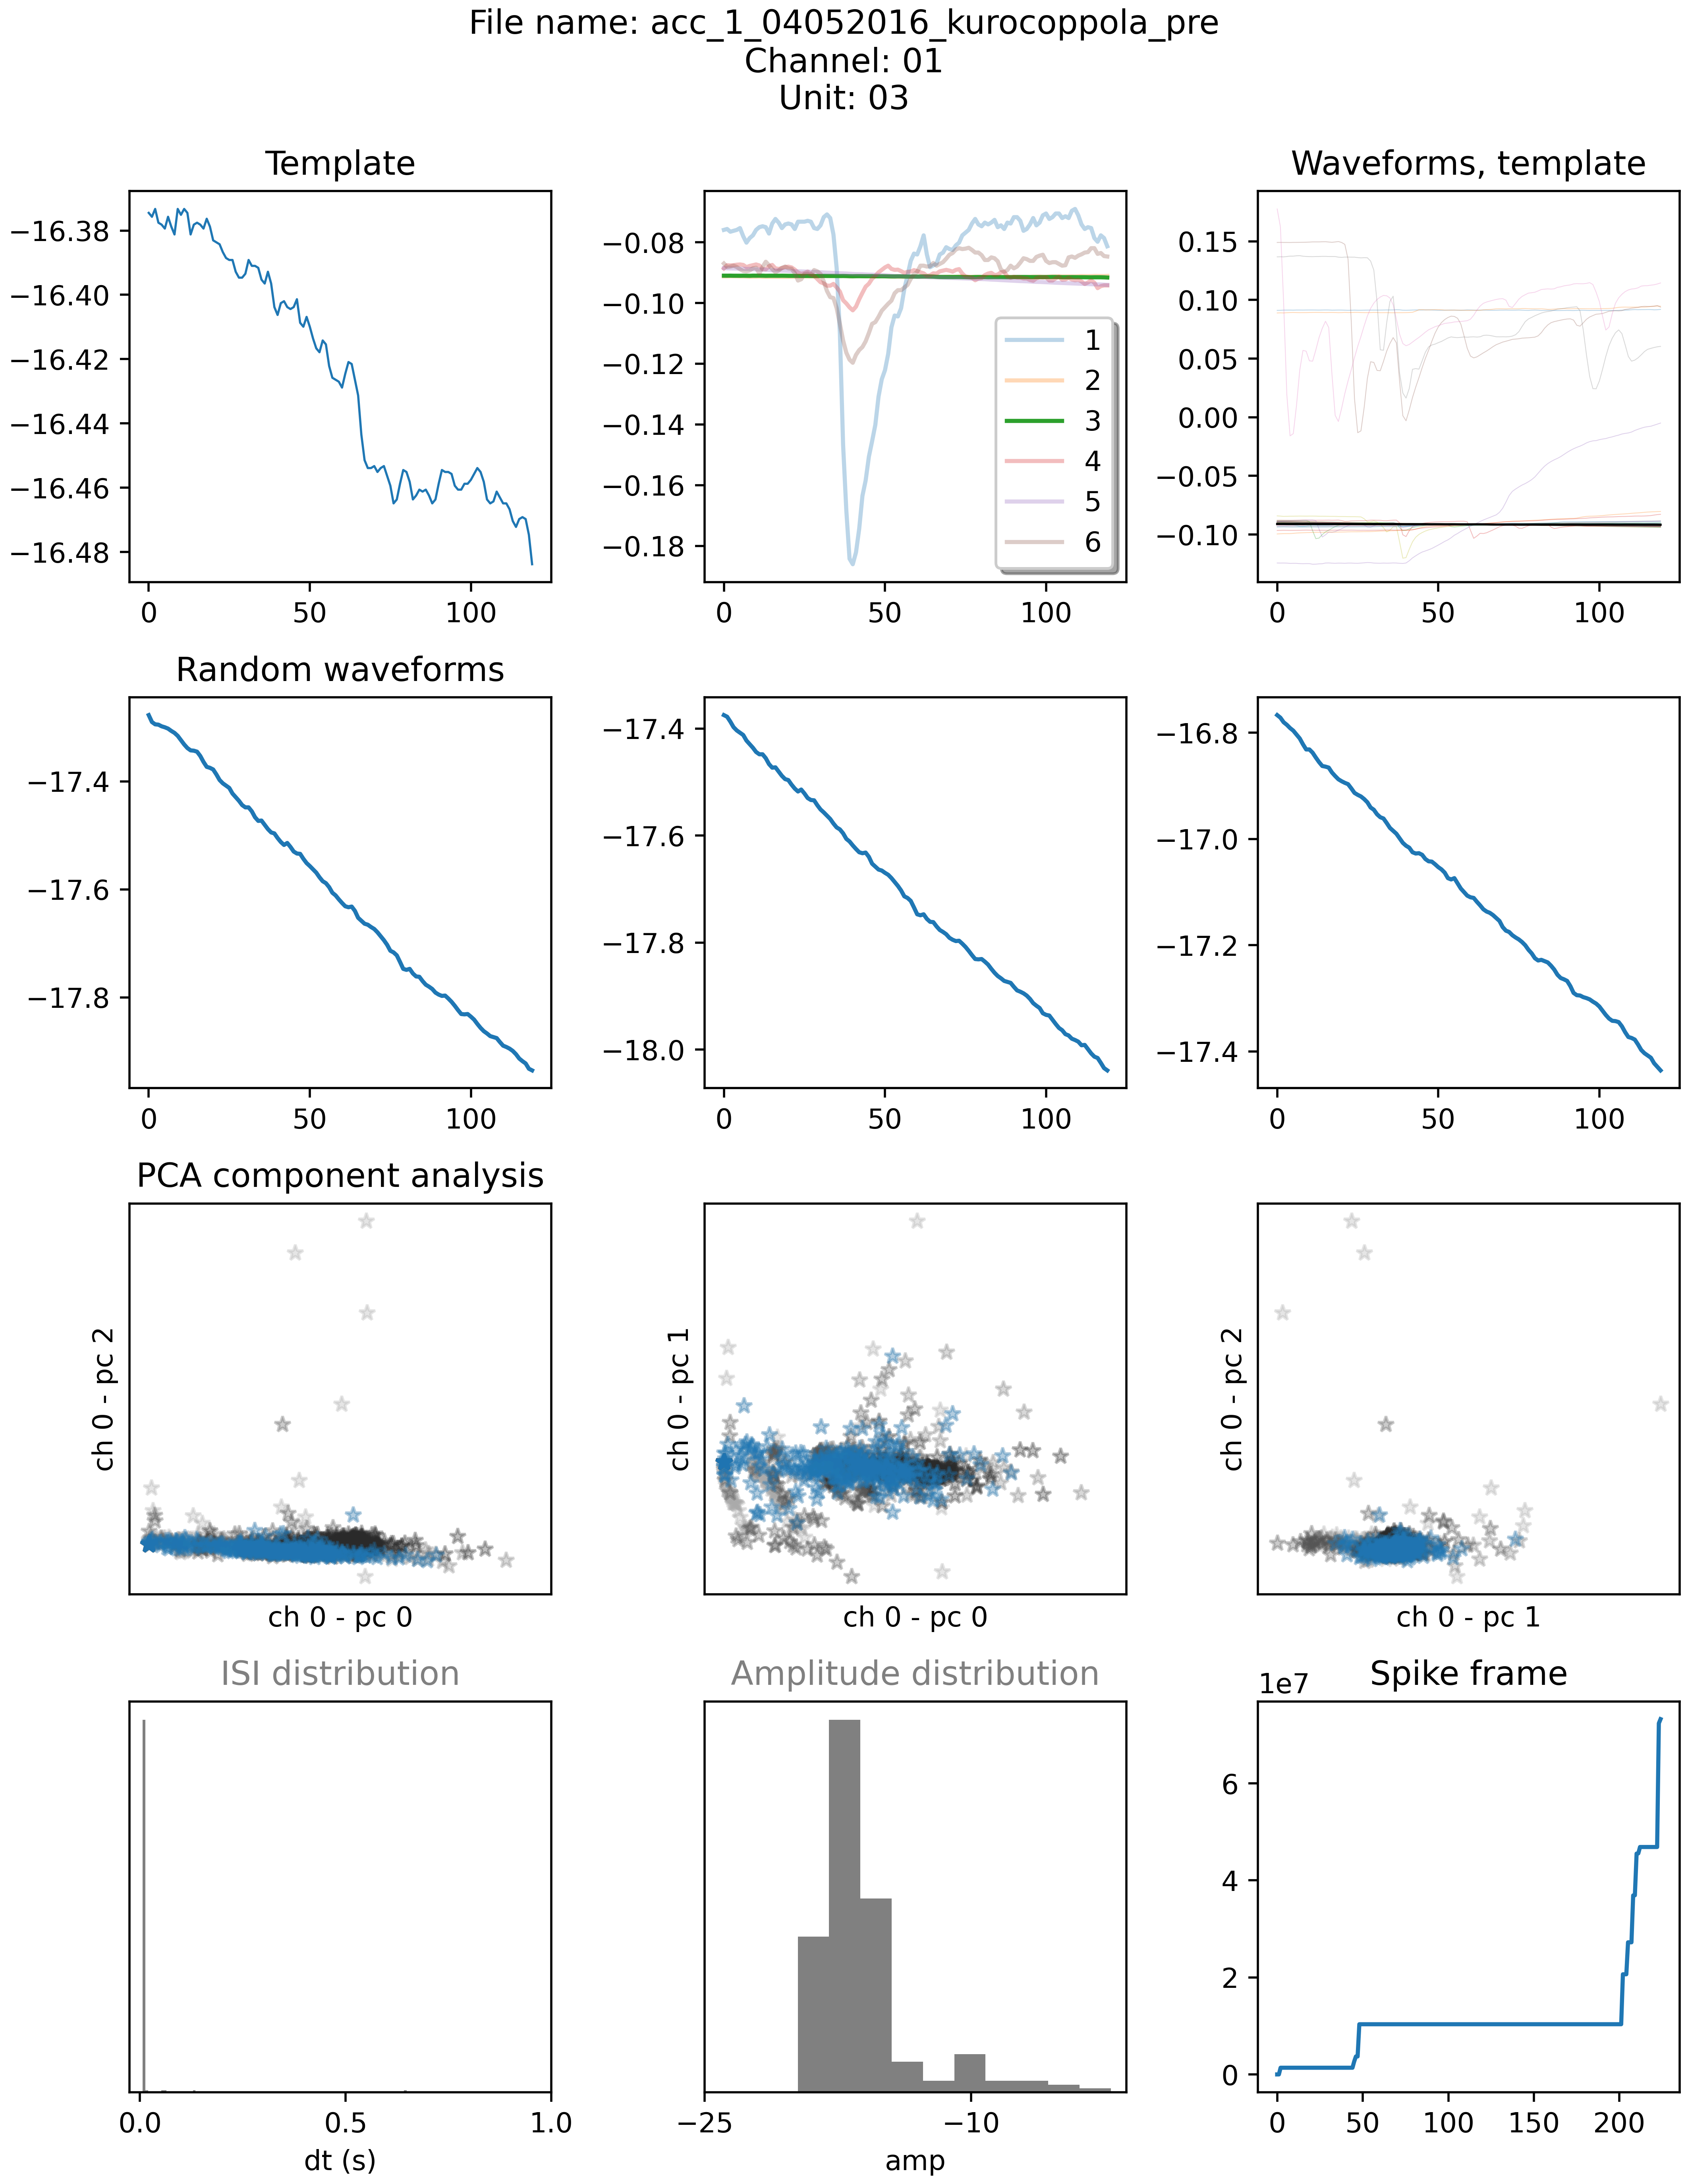 File name: acc_1_04052016_kurocoppola_pre
Channel: 01
Unit: 03
Template
Waveforms, template
−16.38
−16.40
−16.42
−16.44
−16.46
−16.48
0 50 100
−0.08
−0.10
−0.12
−0.14
−0.16
−0.18
0 50 100
1
2
3
4
5
6
0.15
0.10
0.05
0.00
−0.05
−0.10
0 50 100
Random waveforms
−17.4
−17.6
−17.8
0 50 100
−17.4
−17.6
−17.8
−18.0
0 50 100
−16.8
−17.0
−17.2
−17.4
0 50 100
PCA component analysis
ch 0 - pc 2
ch 0 - pc 0
ch 0 - pc 1
ch 0 - pc 0
ch 0 - pc 2
ch 0 - pc 1
ISI distribution
0.0 0.5 1.0
dt (s)
Amplitude distribution
−25 −10
amp
Spike frame
1e7
6
4
2
0
0 50 100 150 200